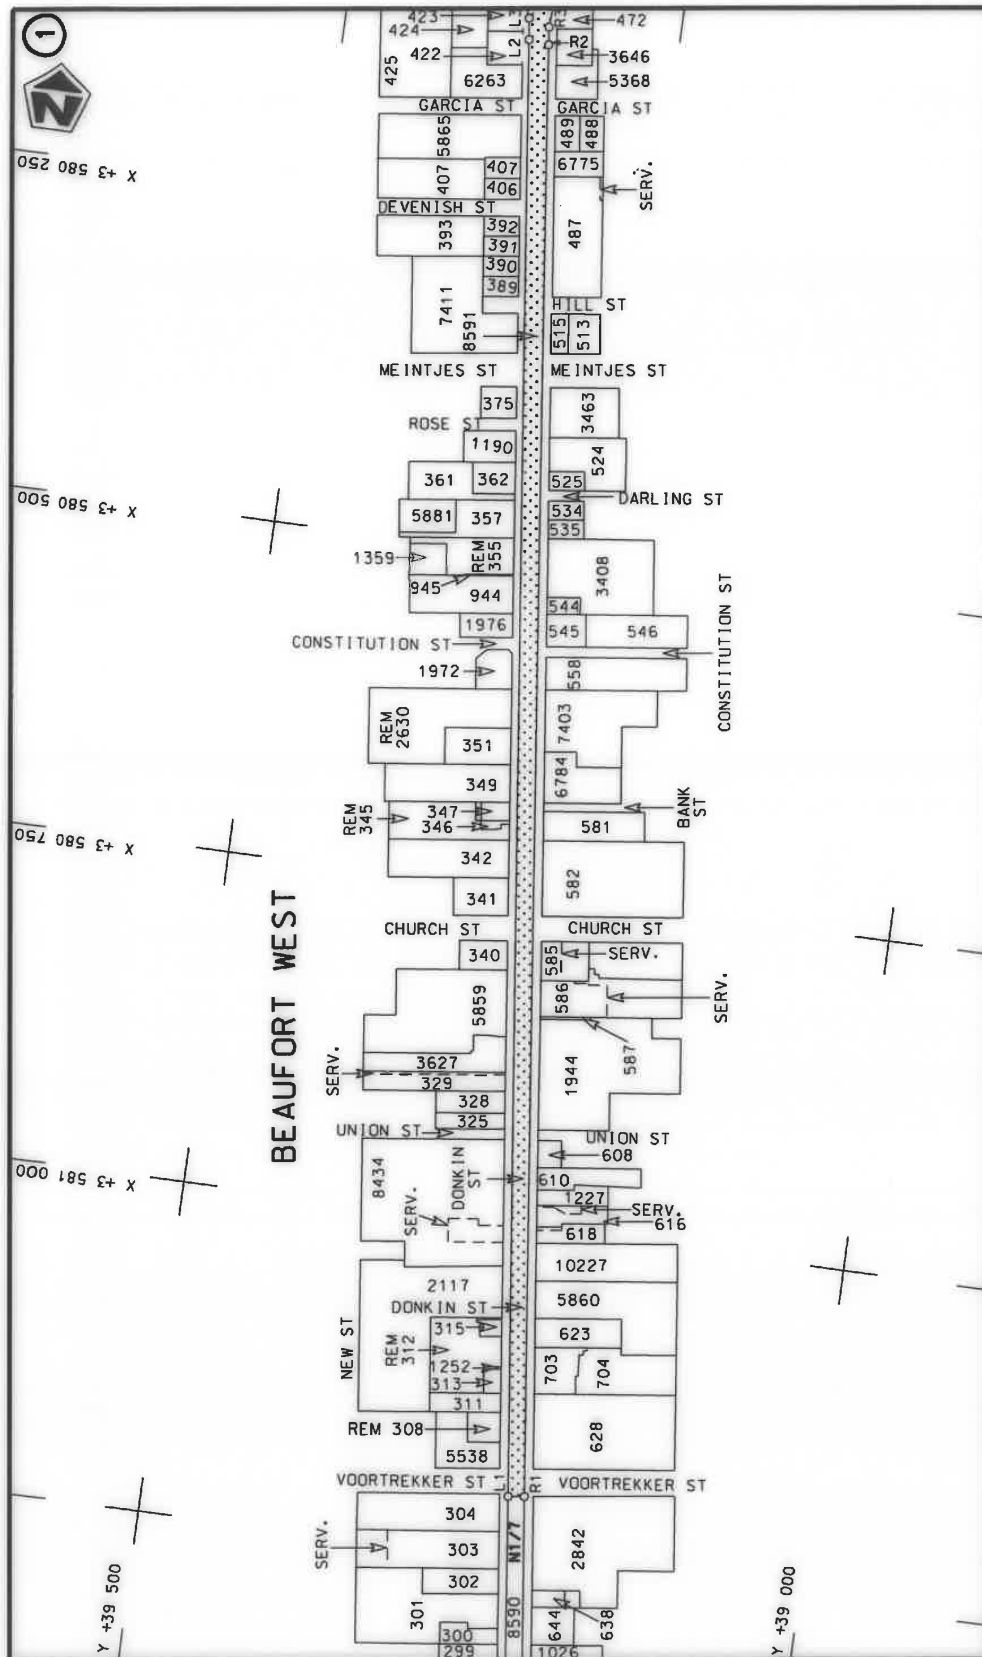 1
N
423
424
422
425
6263
L3
L2
R3
R2
472
3646
5368
GARCIA ST
GARCIA ST
X +3 580 250
5865
407
407
406
489
488
6775
SERV.
DEVENISH ST
393
392
391
390
389
487
7411
8591
HILL ST
515
513
MEINTJES ST
MEINTJES ST
375
3463
ROSE ST
1190
524
361
362
525
X +3 580 500
DARLING ST
5881
357
534
535
1359
REM 355
945
944
3408
1976
544
545
546
CONSTITUTION ST
CONSTITUTION ST
1972
558
REM 2630
351
7403
349
6784
BANK ST
REM 345
347
346
581
X +3 580 750
342
582
341
BEAUFORT WEST
CHURCH ST
CHURCH ST
340
585
SERV.
586
SERV.
5859
587
SERV.
3627
329
1944
328
325
UNION ST
UNION ST
608
X +3 581 000
8434
DONKIN ST
610
1227
SERV.
SERV.
616
618
10227
2117
DONKIN ST
5860
NEW ST
315
REM 312
623
1252
313
703
704
311
REM 308
628
5538
VOORTREKKER ST
L1
R1
VOORTREKKER ST
304
SERV.
303
N1/7
2842
302
301
8590
300
299
644
638
1026
Y +39 500
Y +39 000